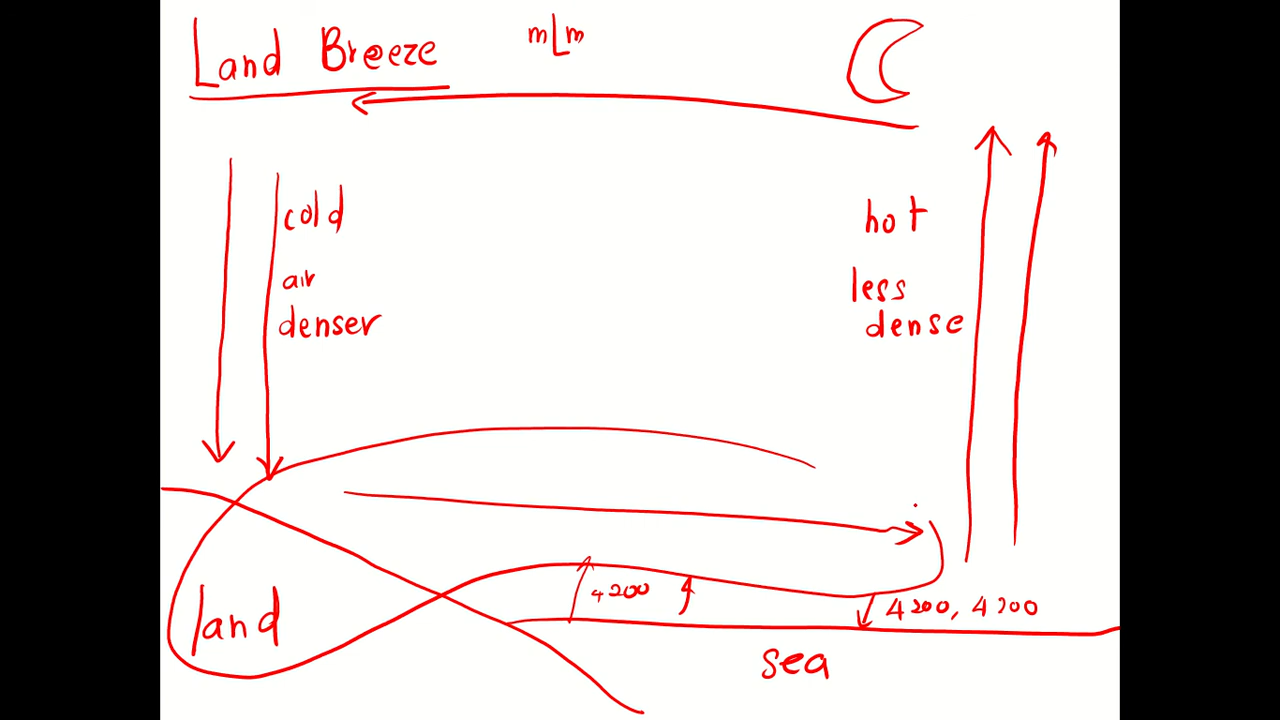 Land Breeze
mLm
cold
air
denser
hot
less
dense
land
4200
4200, 4200
sea